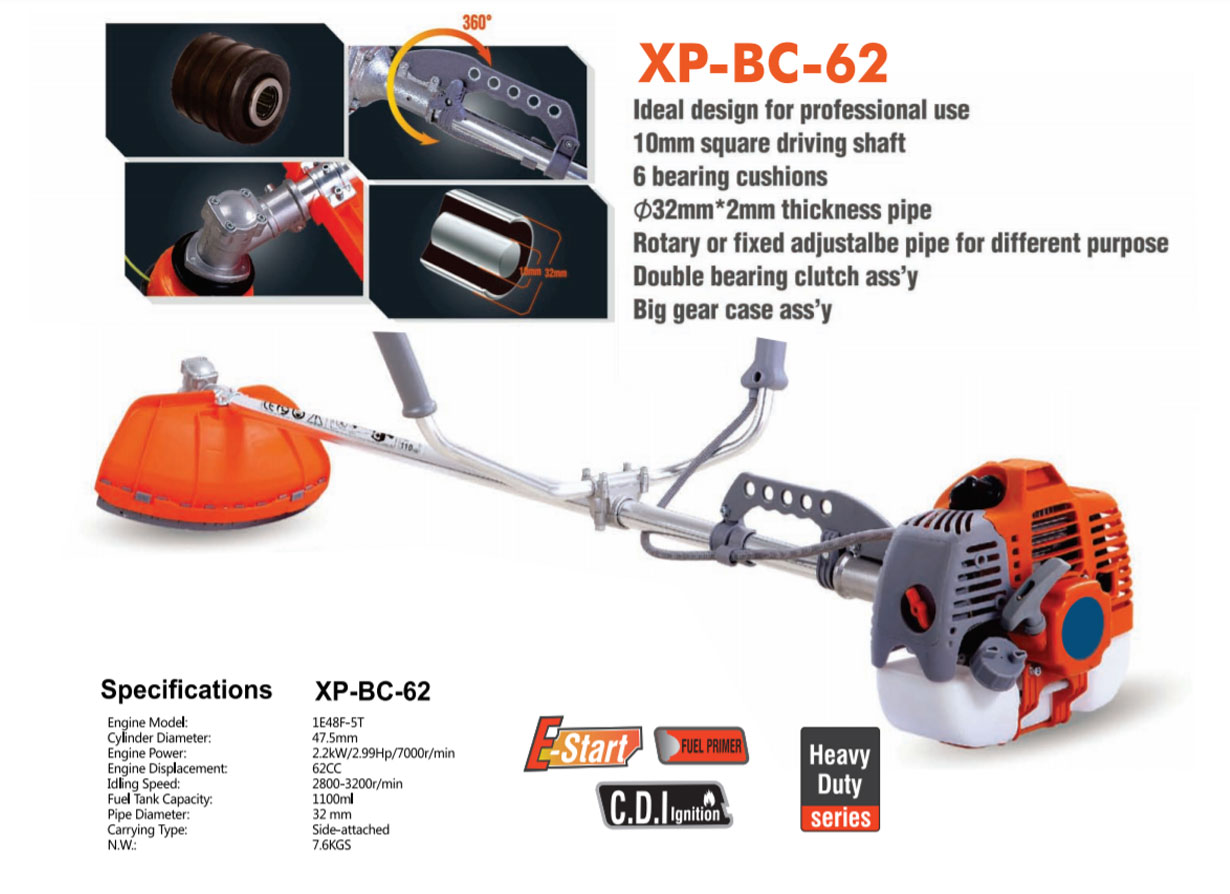 360°
XP-BC-62
Ideal design for professional use
10mm square driving shaft
6 bearing cushions
Φ32mm*2mm thickness pipe
Rotary or fixed adjustalbe pipe for different purpose
Double bearing clutch ass'y
Big gear case ass'y
10mm 32mm
CE
110
Specifications XP-BC-62
Engine Model: 1E48F-5T
Cylinder Diameter: 47.5mm
Engine Power: 2.2kW/2.99Hp/7000r/min
Engine Displacement: 62CC
Idling Speed: 2800-3200r/min
Fuel Tank Capacity: 1100ml
Pipe Diameter: 32 mm
Carrying Type: Side-attached
N.W.: 7.6KGS
E-Start
FUEL PRIMER
C.D.I Ignition
Heavy
Duty
series